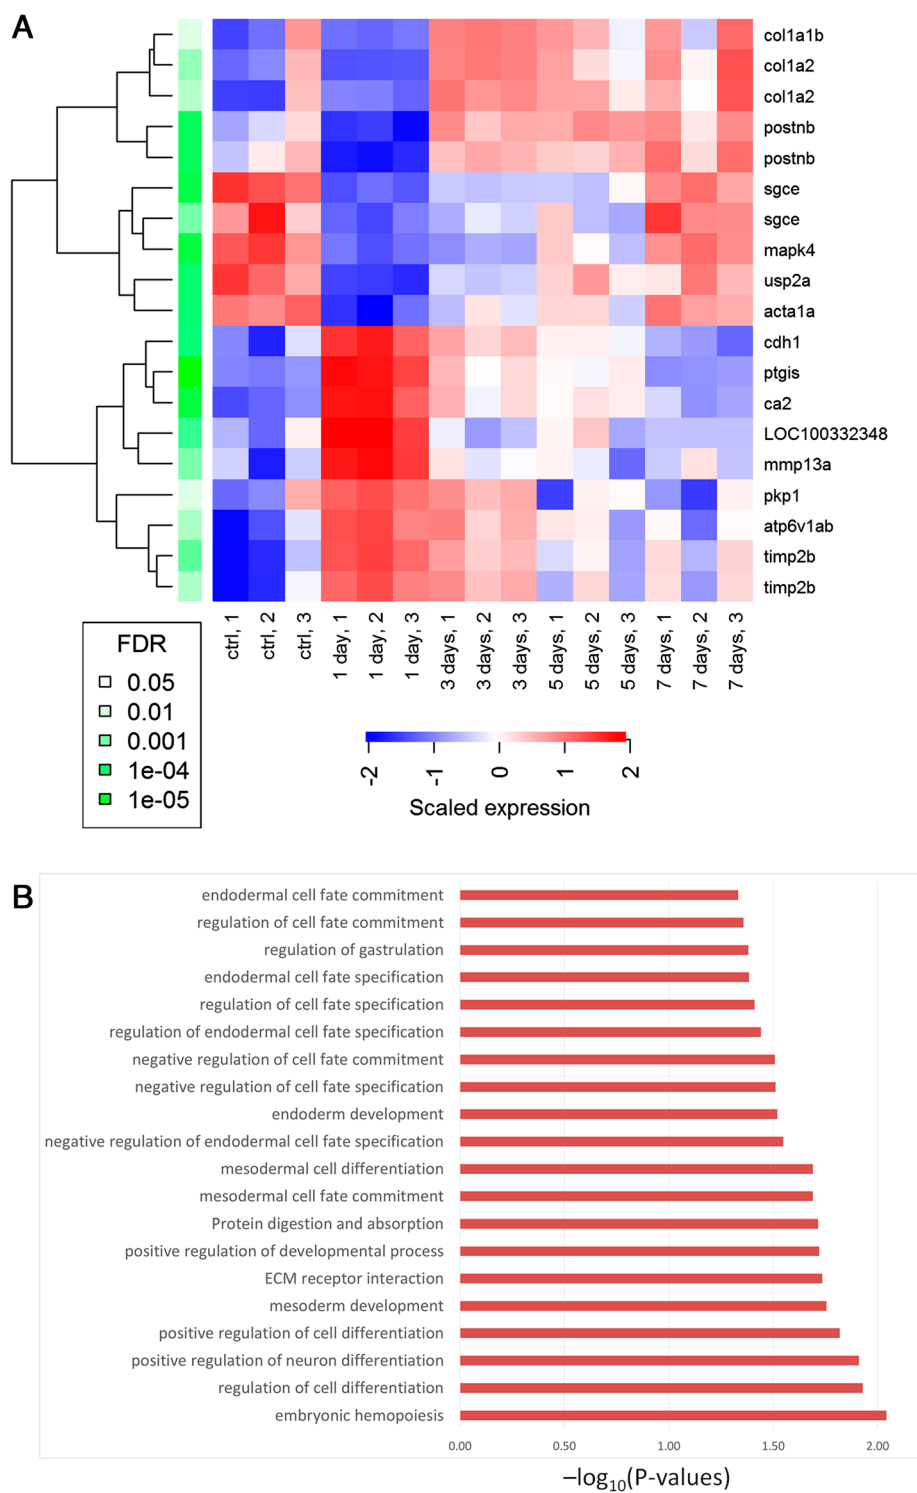 A
col1a1b
col1a2
col1a2
postnb
postnb
sgce
sgce
mapk4
usp2a
acta1a
cdh1
ptgis
ca2
LOC100332348
mmp13a
pkp1
atp6v1ab
timp2b
timp2b
ctrl, 1
ctrl, 2
ctrl, 3
1 day, 1
1 day, 2
1 day, 3
3 days, 1
3 days, 2
3 days, 3
5 days, 1
5 days, 2
5 days, 3
7 days, 1
7 days, 2
7 days, 3
FDR
0.05
0.01
0.001
1e-04
1e-05
-2 -1 0 1 2
Scaled expression
B
endodermal cell fate commitment
regulation of cell fate commitment
regulation of gastrulation
endodermal cell fate specification
regulation of cell fate specification
regulation of endodermal cell fate specification
negative regulation of cell fate commitment
negative regulation of cell fate specification
endoderm development
negative regulation of endodermal cell fate specification
mesodermal cell differentiation
mesodermal cell fate commitment
Protein digestion and absorption
positive regulation of developmental process
ECM receptor interaction
mesoderm development
positive regulation of cell differentiation
positive regulation of neuron differentiation
regulation of cell differentiation
embryonic hemopoiesis
0.00 0.50 1.00 1.50 2.00
–log₁₀(P-values)